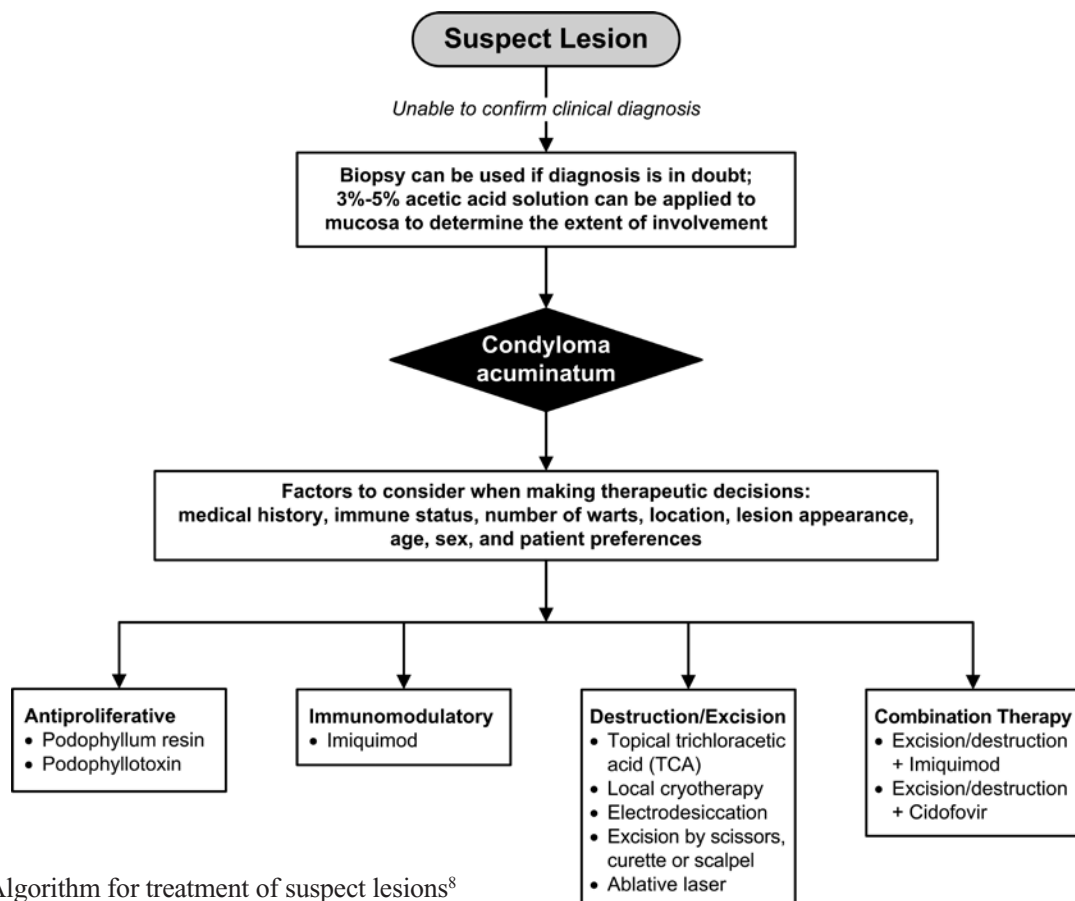 Suspect Lesion
Unable to confirm clinical diagnosis
Biopsy can be used if diagnosis is in doubt;
3%-5% acetic acid solution can be applied to
mucosa to determine the extent of involvement
Condyloma
acuminatum
Factors to consider when making therapeutic decisions:
medical history, immune status, number of warts, location, lesion appearance,
age, sex, and patient preferences
Antiproliferative
• Podophyllum resin
• Podophyllotoxin
Immunomodulatory
• Imiquimod
Destruction/Excision
• Topical trichloracetic
acid (TCA)
• Local cryotherapy
• Electrodesiccation
• Excision by scissors,
curette or scalpel
• Ablative laser
Combination Therapy
• Excision/destruction
+ Imiquimod
• Excision/destruction
+ Cidofovir
Algorithm for treatment of suspect lesions⁸